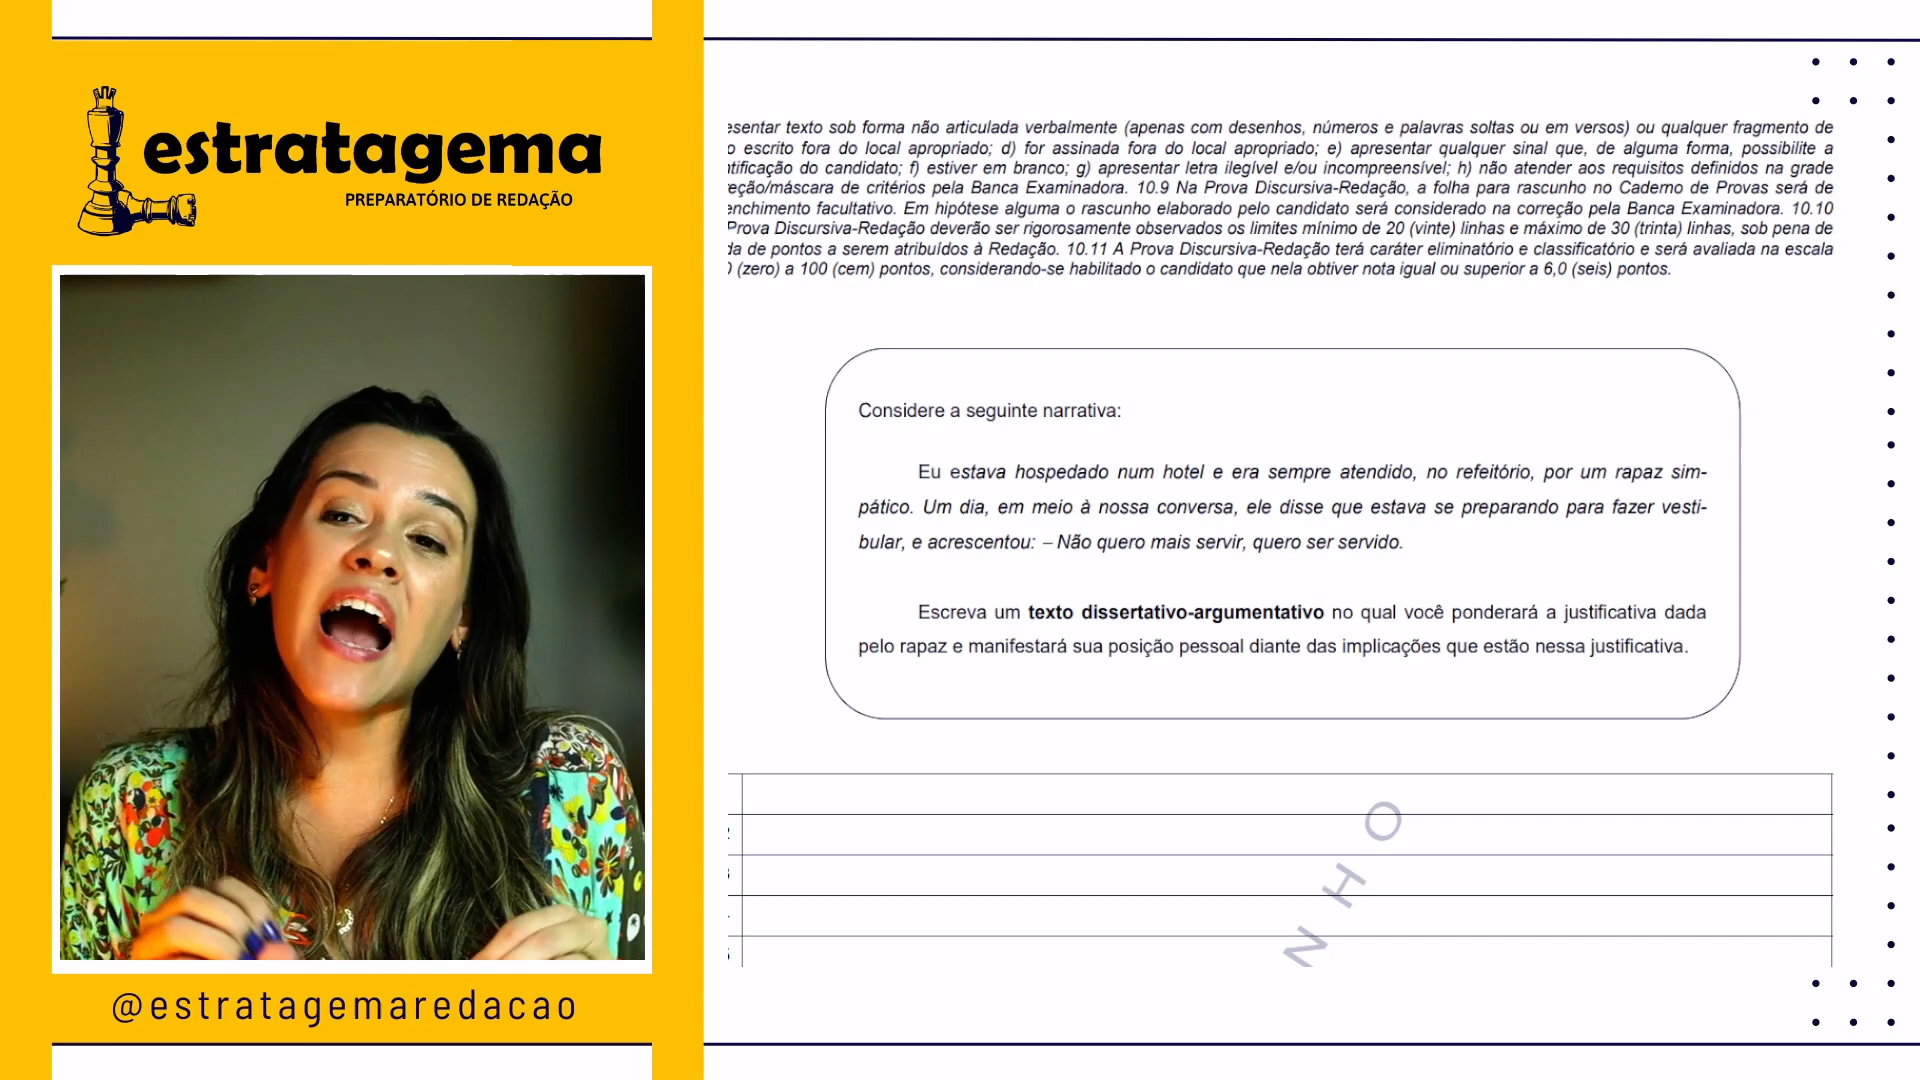 estratagema
PREPARATÓRIO DE REDAÇÃO
@estratagemaredacao
texto sob forma não articulada verbalmente (apenas com desenhos, números e palavras soltas ou em versos) ou qualquer fragmento de
escrito fora do local apropriado; d) for assinada fora do local apropriado; e) apresentar qualquer sinal que, de alguma forma, possibilite a
do candidato; f) estiver em branco; g) apresentar letra ilegível e/ou incompreensível; h) não atender aos requisitos definidos na grade
de critérios pela Banca Examinadora. 10.9 Na Prova Discursiva-Redação, a folha para rascunho no Caderno de Provas será de
facultativo. Em hipótese alguma o rascunho elaborado pelo candidato será considerado na correção pela Banca Examinadora. 10.10
Prova Discursiva-Redação deverão ser rigorosamente observados os limites mínimo de 20 (vinte) linhas e máximo de 30 (trinta) linhas, sob pena de
de pontos a serem atribuídos à Redação. 10.11 A Prova Discursiva-Redação terá caráter eliminatório e classificatório e será avaliada na escala
(zero) a 100 (cem) pontos, considerando-se habilitado o candidato que nela obtiver nota igual ou superior a 6,0 (seis) pontos.
Considere a seguinte narrativa:
Eu estava hospedado num hotel e era sempre atendido, no refeitório, por um rapaz sim-
pático. Um dia, em meio à nossa conversa, ele disse que estava se preparando para fazer vesti-
bular, e acrescentou: – Não quero mais servir, quero ser servido.
Escreva um texto dissertativo-argumentativo no qual você ponderará a justificativa dada
pelo rapaz e manifestará sua posição pessoal diante das implicações que estão nessa justificativa.
N H O